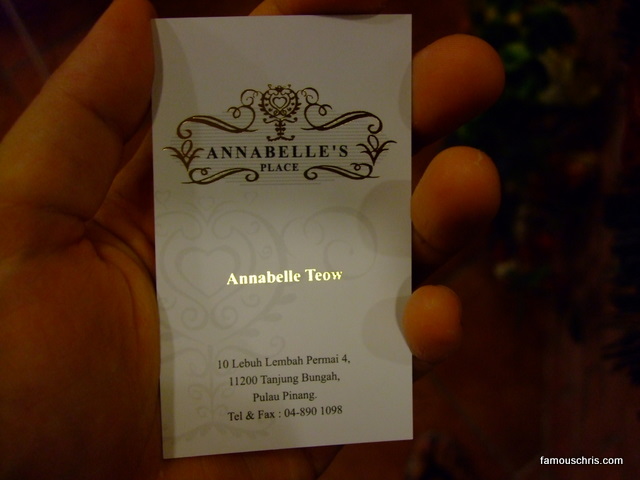 ANNABELLE'S
PLACE
Annabelle Teow
10 Lebuh Lembah Permai 4,
11200 Tanjung Bungah,
Pulau Pinang.
Tel & Fax : 04-890 1098
famouschris.com